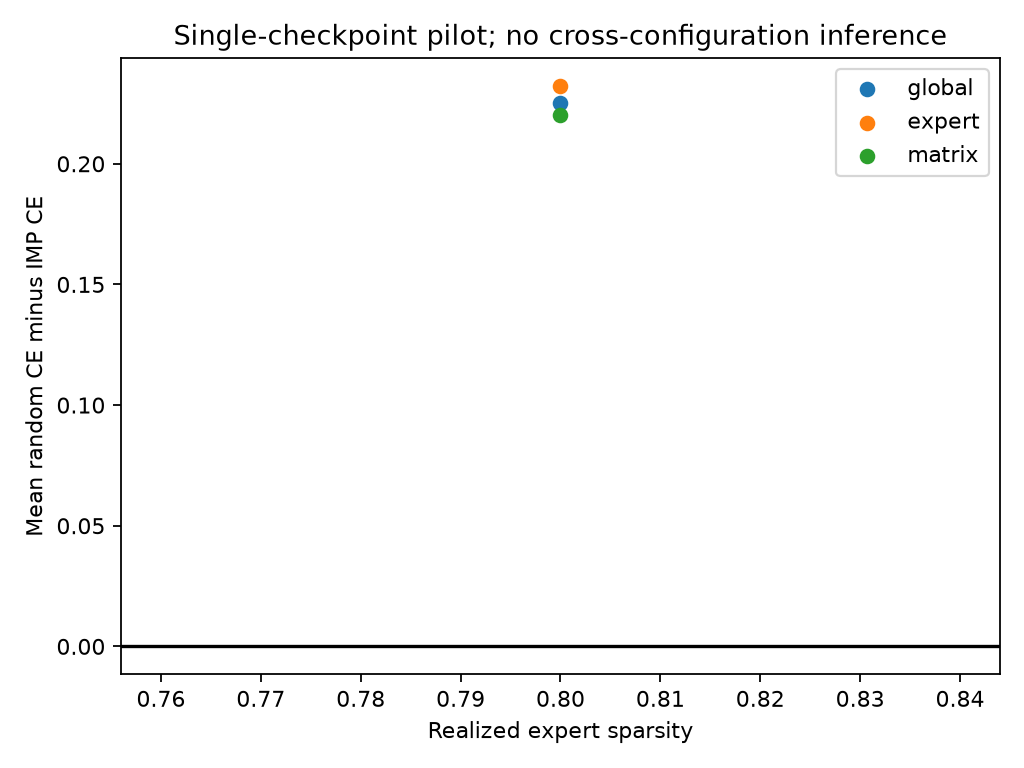 Single-checkpoint pilot; no cross-configuration inference
global
expert
matrix
Mean random CE minus IMP CE
0.20
0.15
0.10
0.05
0.00
0.76 0.77 0.78 0.79 0.80 0.81 0.82 0.83 0.84
Realized expert sparsity